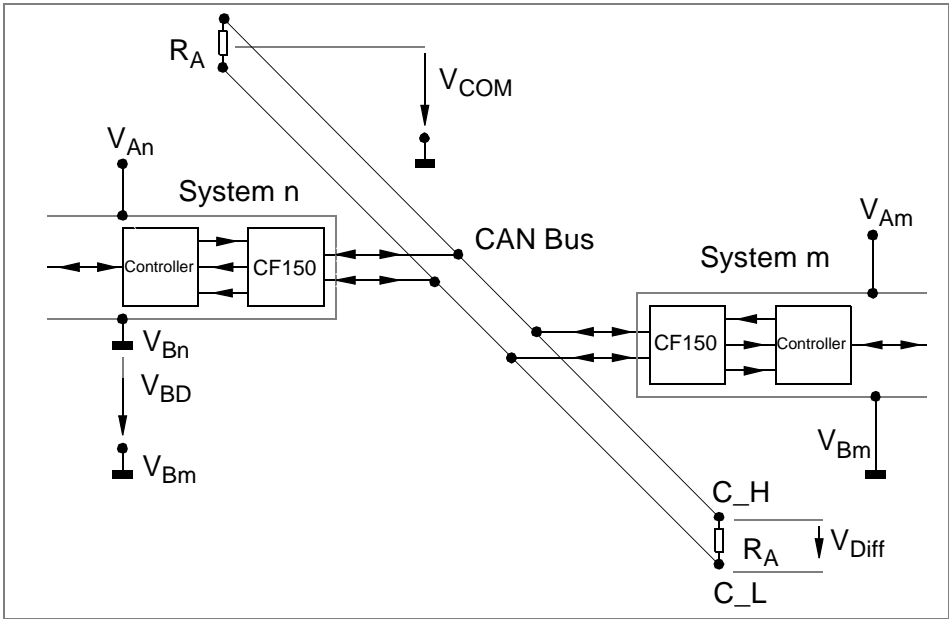 R_A
V_COM
V_An
System n
V_Am
CAN Bus
System m
Controller
CF150
V_Bn
CF150
Controller
V_BD
V_Bm
V_Bm
C_H
R_A
V_Diff
C_L